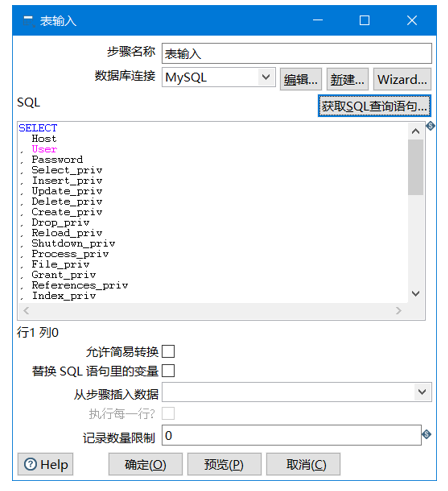 表输入
步骤名称 表输入
数据库连接 MySQL 编辑... 新建... Wizard...
SQL 获取SQL查询语句...
SELECT
Host
, User
, Password
, Select_priv
, Insert_priv
, Update_priv
, Delete_priv
, Create_priv
, Drop_priv
, Reload_priv
, Shutdown_priv
, Process_priv
, File_priv
, Grant_priv
, References_priv
, Index_priv
行1 列0
允许简易转换
替换 SQL 语句里的变量
从步骤插入数据
执行每一行?
记录数量限制 0
Help 确定(O) 预览(P) 取消(C)